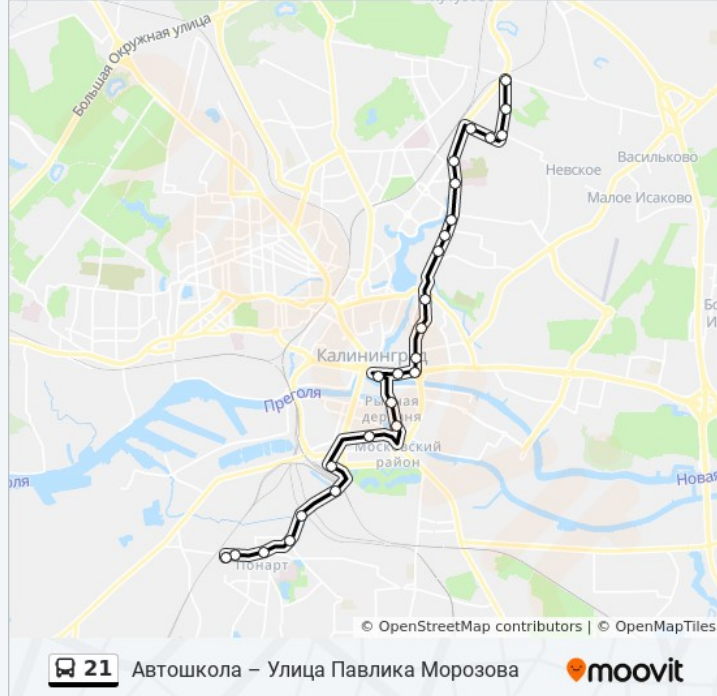 Большая Окружная улица
Васильково
Невское
Малое Исаково
Калининград
Преголя
Рыбная
деревня
Московский
район
Новая
Понарт
© OpenStreetMap contributors | © OpenMapTiles
21 Автошкола – Улица Павлика Морозова moovit